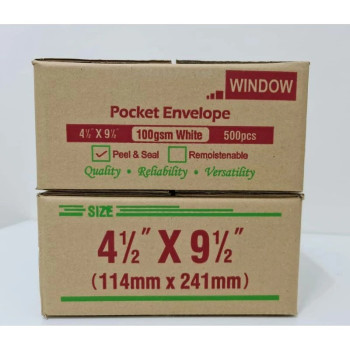 WINDOW
Pocket Envelope
4½" X 9½" 100gsm White 500pcs
Peel & Seal Remoistenable
Quality • Reliability • Versatility
SIZE
4½" X 9½"
(114mm x 241mm)